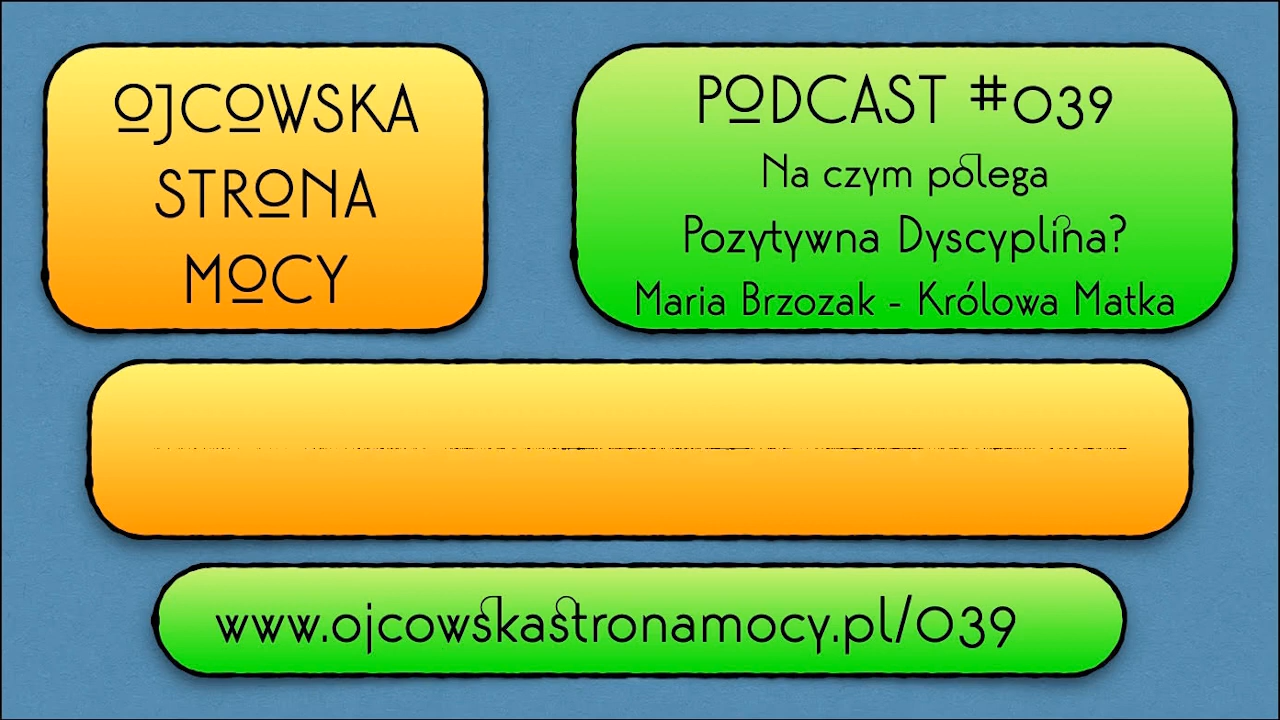 OJCOWSKA
STRONA
MOCY
PODCAST #039
Na czym polega
Pozytywna Dyscyplina?
Maria Brzozak - Królowa Matka
www.ojcowskastronamocy.pl/039